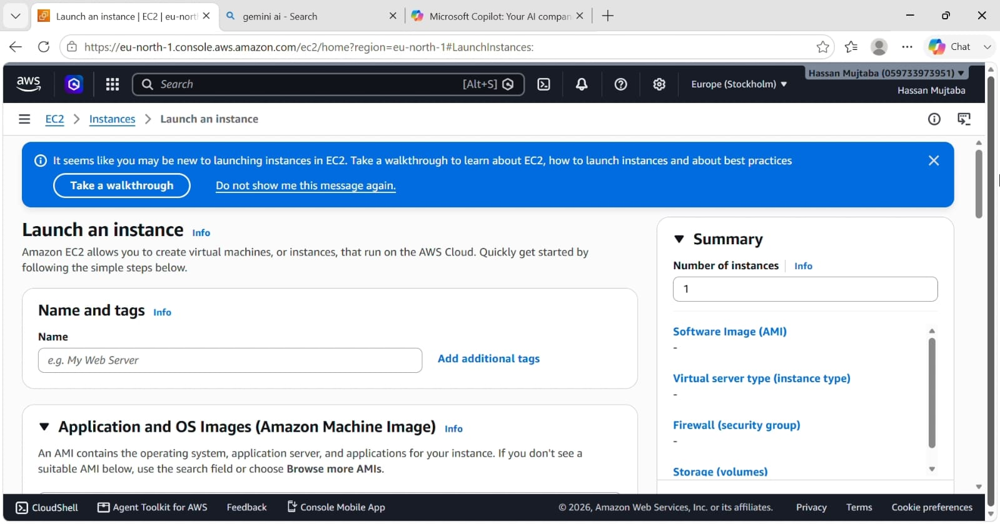 Launch an instance | EC2 | eu-nort
gemini ai - Search
Microsoft Copilot: Your AI compan
https://eu-north-1.console.aws.amazon.com/ec2/home?region=eu-north-1#LaunchInstances:
Chat
aws
Search
[Alt+S]
Europe (Stockholm)
Hassan Mujtaba (059733973951)
Hassan Mujtaba
EC2
Instances
Launch an instance
It seems like you may be new to launching instances in EC2. Take a walkthrough to learn about EC2, how to launch instances and about best practices
Take a walkthrough
Do not show me this message again.
Launch an instance Info
Amazon EC2 allows you to create virtual machines, or instances, that run on the AWS Cloud. Quickly get started by
following the simple steps below.
Name and tags Info
Name
e.g. My Web Server
Add additional tags
Application and OS Images (Amazon Machine Image) Info
An AMI contains the operating system, application server, and applications for your instance. If you don't see a
suitable AMI below, use the search field or choose Browse more AMIs.
Summary
Number of instances
Info
1
Software Image (AMI)
-
Virtual server type (instance type)
-
Firewall (security group)
-
Storage (volumes)
CloudShell
Agent Toolkit for AWS
Feedback
Console Mobile App
© 2026, Amazon Web Services, Inc. or its affiliates.
Privacy
Terms
Cookie preferences